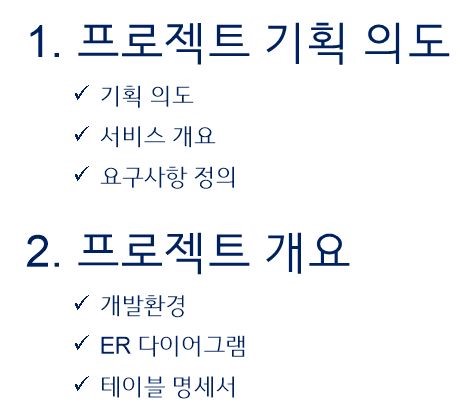 1. 프로젝트 기획 의도
✓ 기획 의도
✓ 서비스 개요
✓ 요구사항 정의
2. 프로젝트 개요
✓ 개발환경
✓ ER 다이어그램
✓ 테이블 명세서